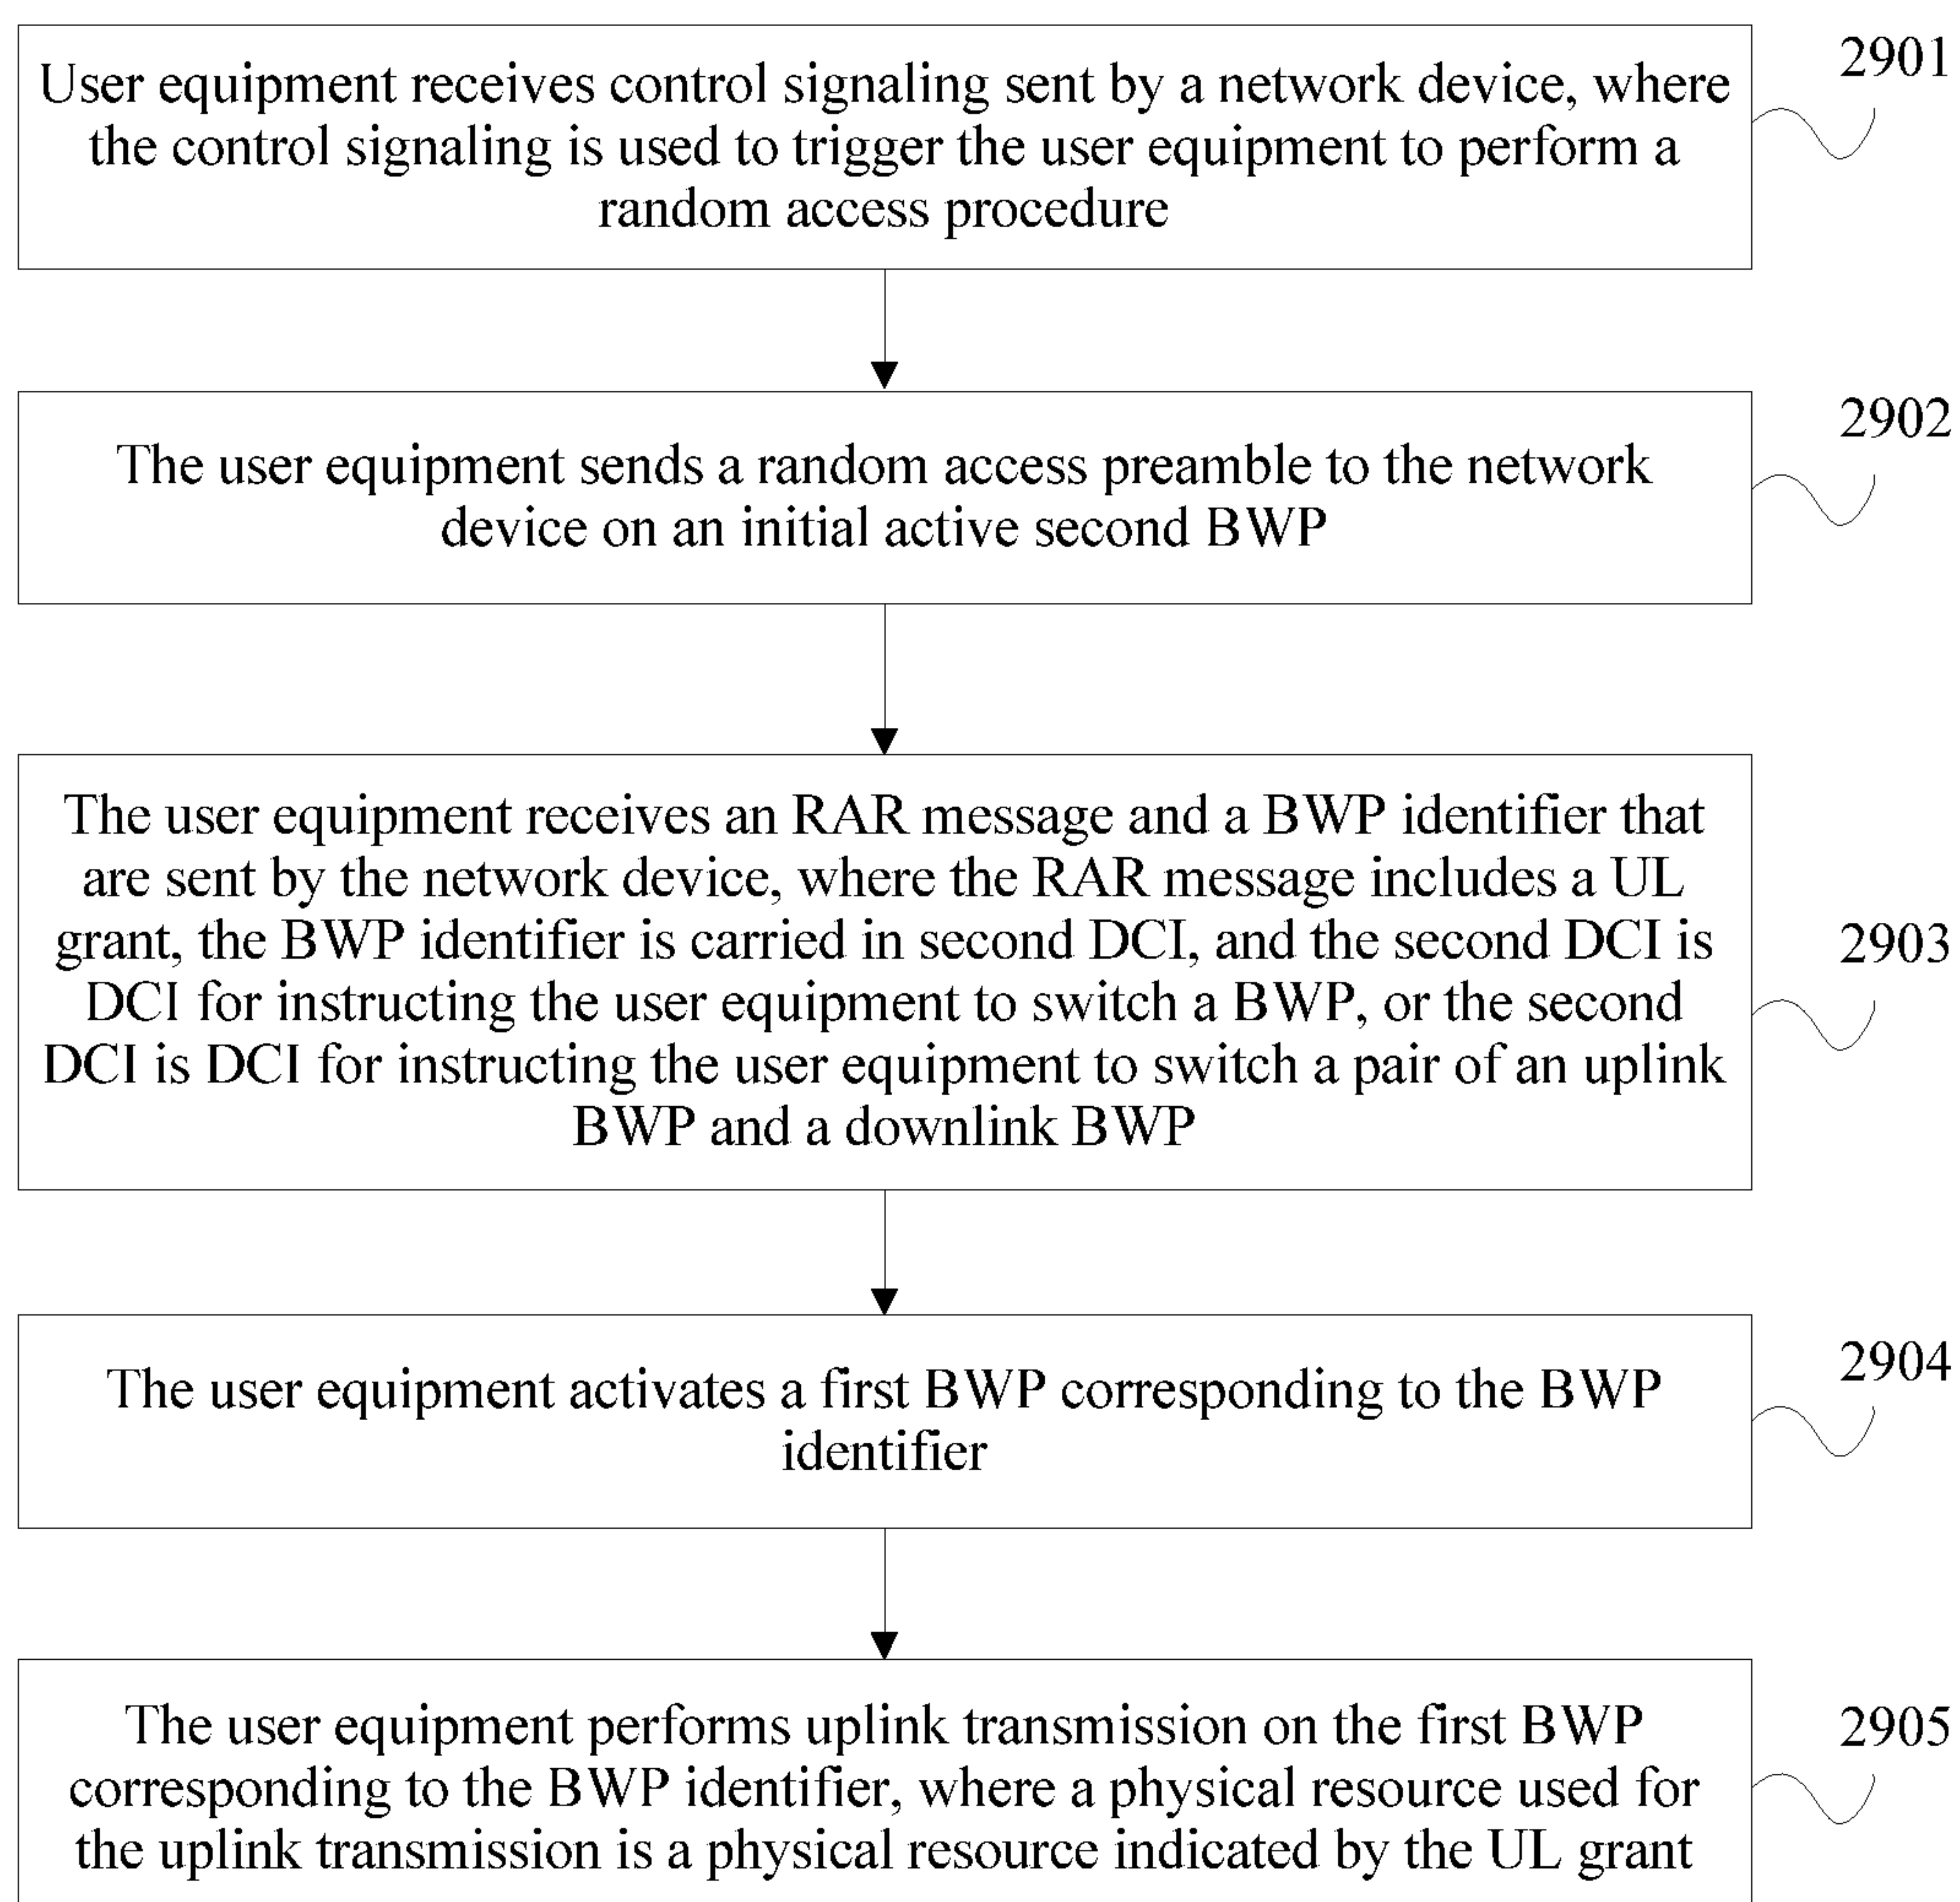 2901
User equipment receives control signaling sent by a network device, where
the control signaling is used to trigger the user equipment to perform a
random access procedure
2902
The user equipment sends a random access preamble to the network
device on an initial active second BWP
2903
The user equipment receives an RAR message and a BWP identifier that
are sent by the network device, where the RAR message includes a UL
grant, the BWP identifier is carried in second DCI, and the second DCI is
DCI for instructing the user equipment to switch a BWP, or the second
DCI is DCI for instructing the user equipment to switch a pair of an uplink
BWP and a downlink BWP
2904
The user equipment activates a first BWP corresponding to the BWP
identifier
2905
The user equipment performs uplink transmission on the first BWP
corresponding to the BWP identifier, where a physical resource used for
the uplink transmission is a physical resource indicated by the UL grant